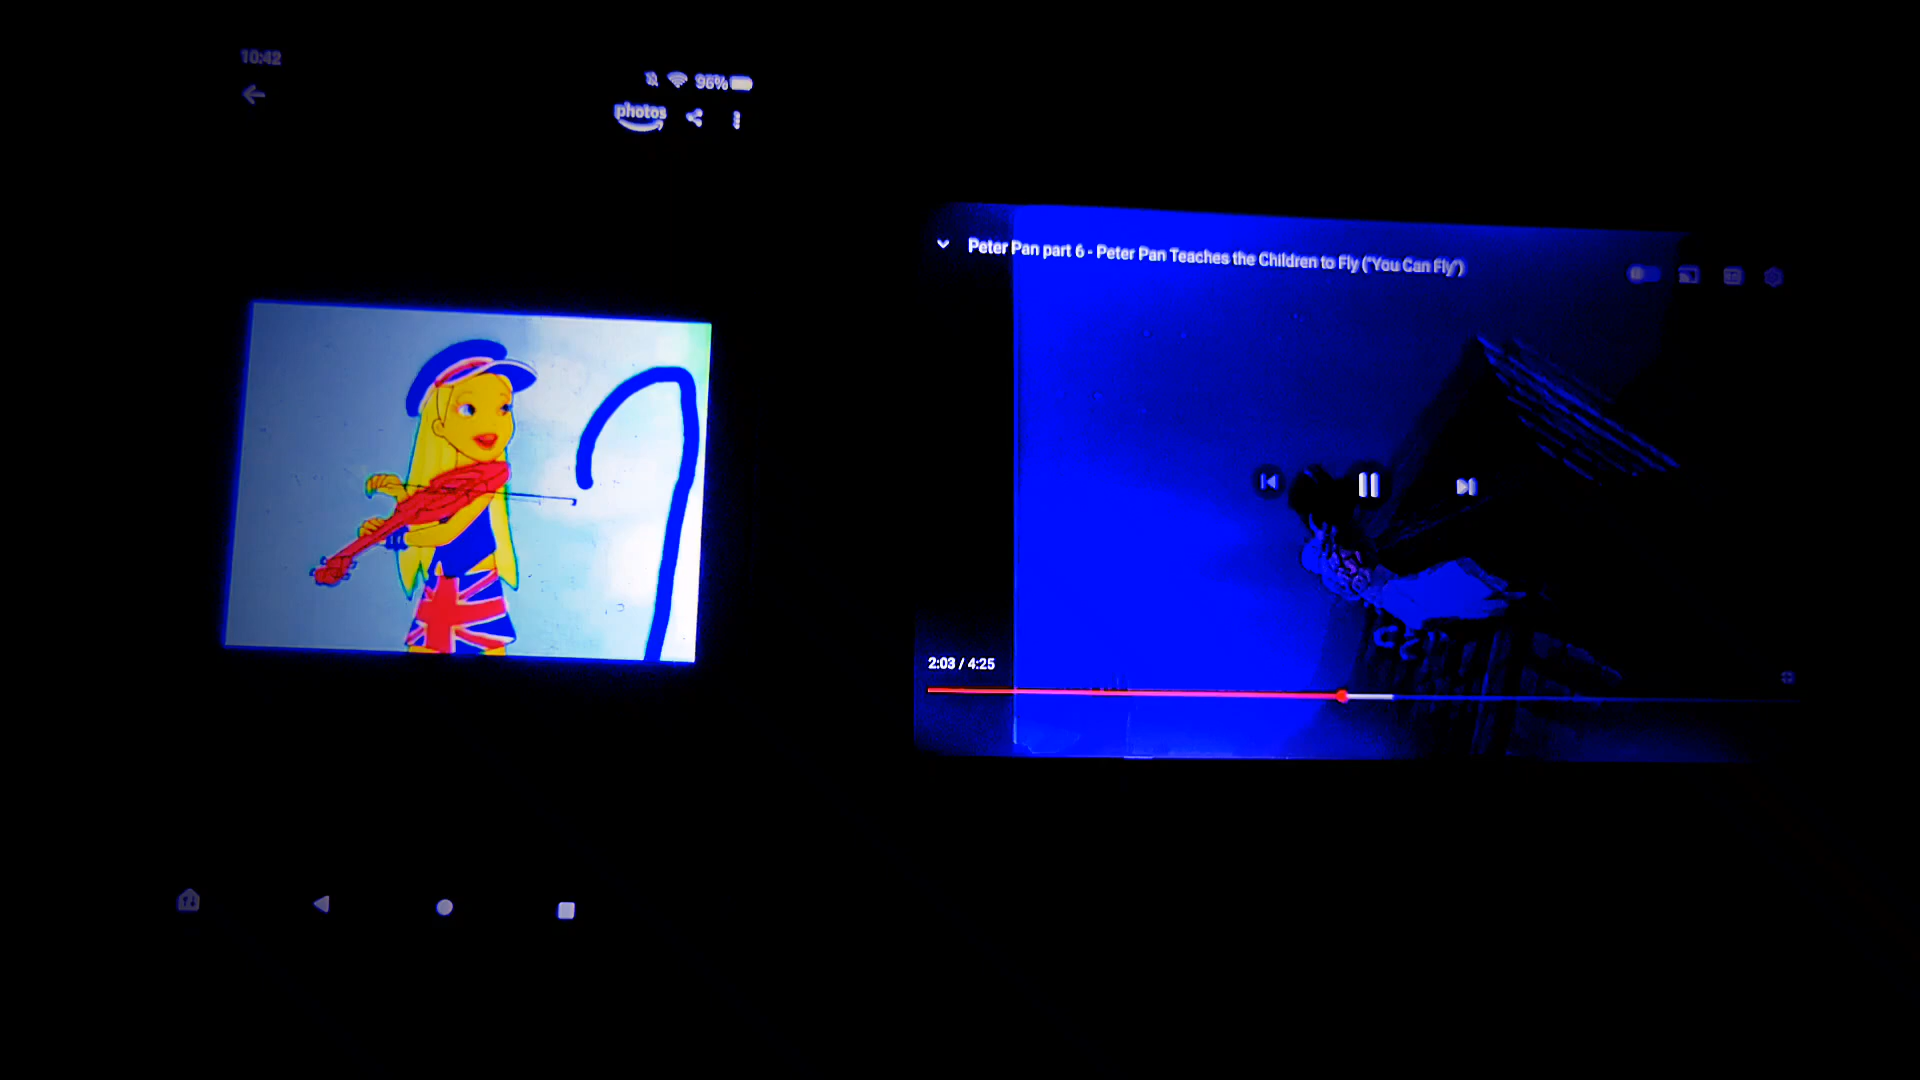 10:42
96%
photos
Peter Pan part 6 - Peter Pan Teaches the Children to Fly ("You Can Fly")
2:03 / 4:25